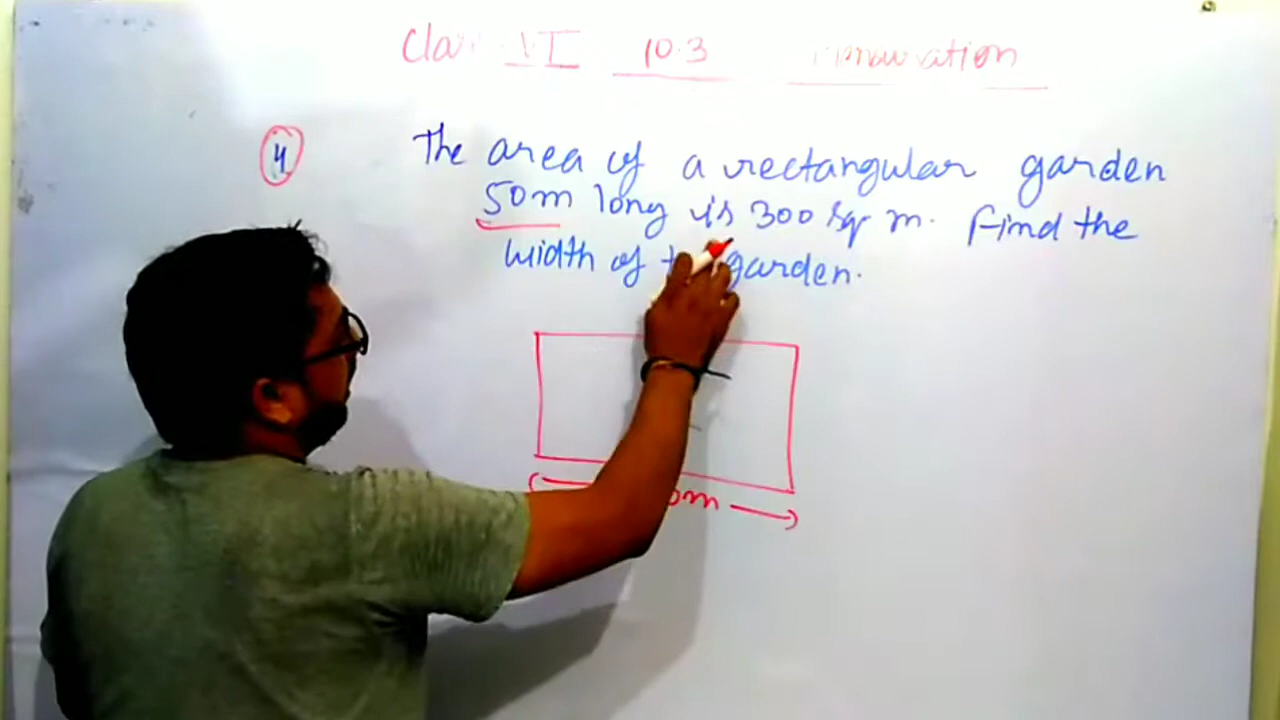 VI 10.3
4
The area of a rectangular garden
50m long is 300 sq m. Find the
width of garden.
m